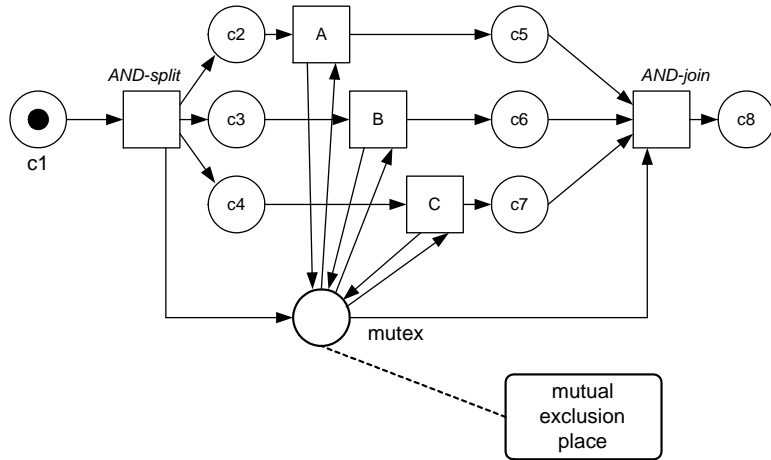 c2
A
c5
AND-split
AND-join
c3
B
c6
c8
c1
c4
C
c7
mutex
mutual
exclusion
place